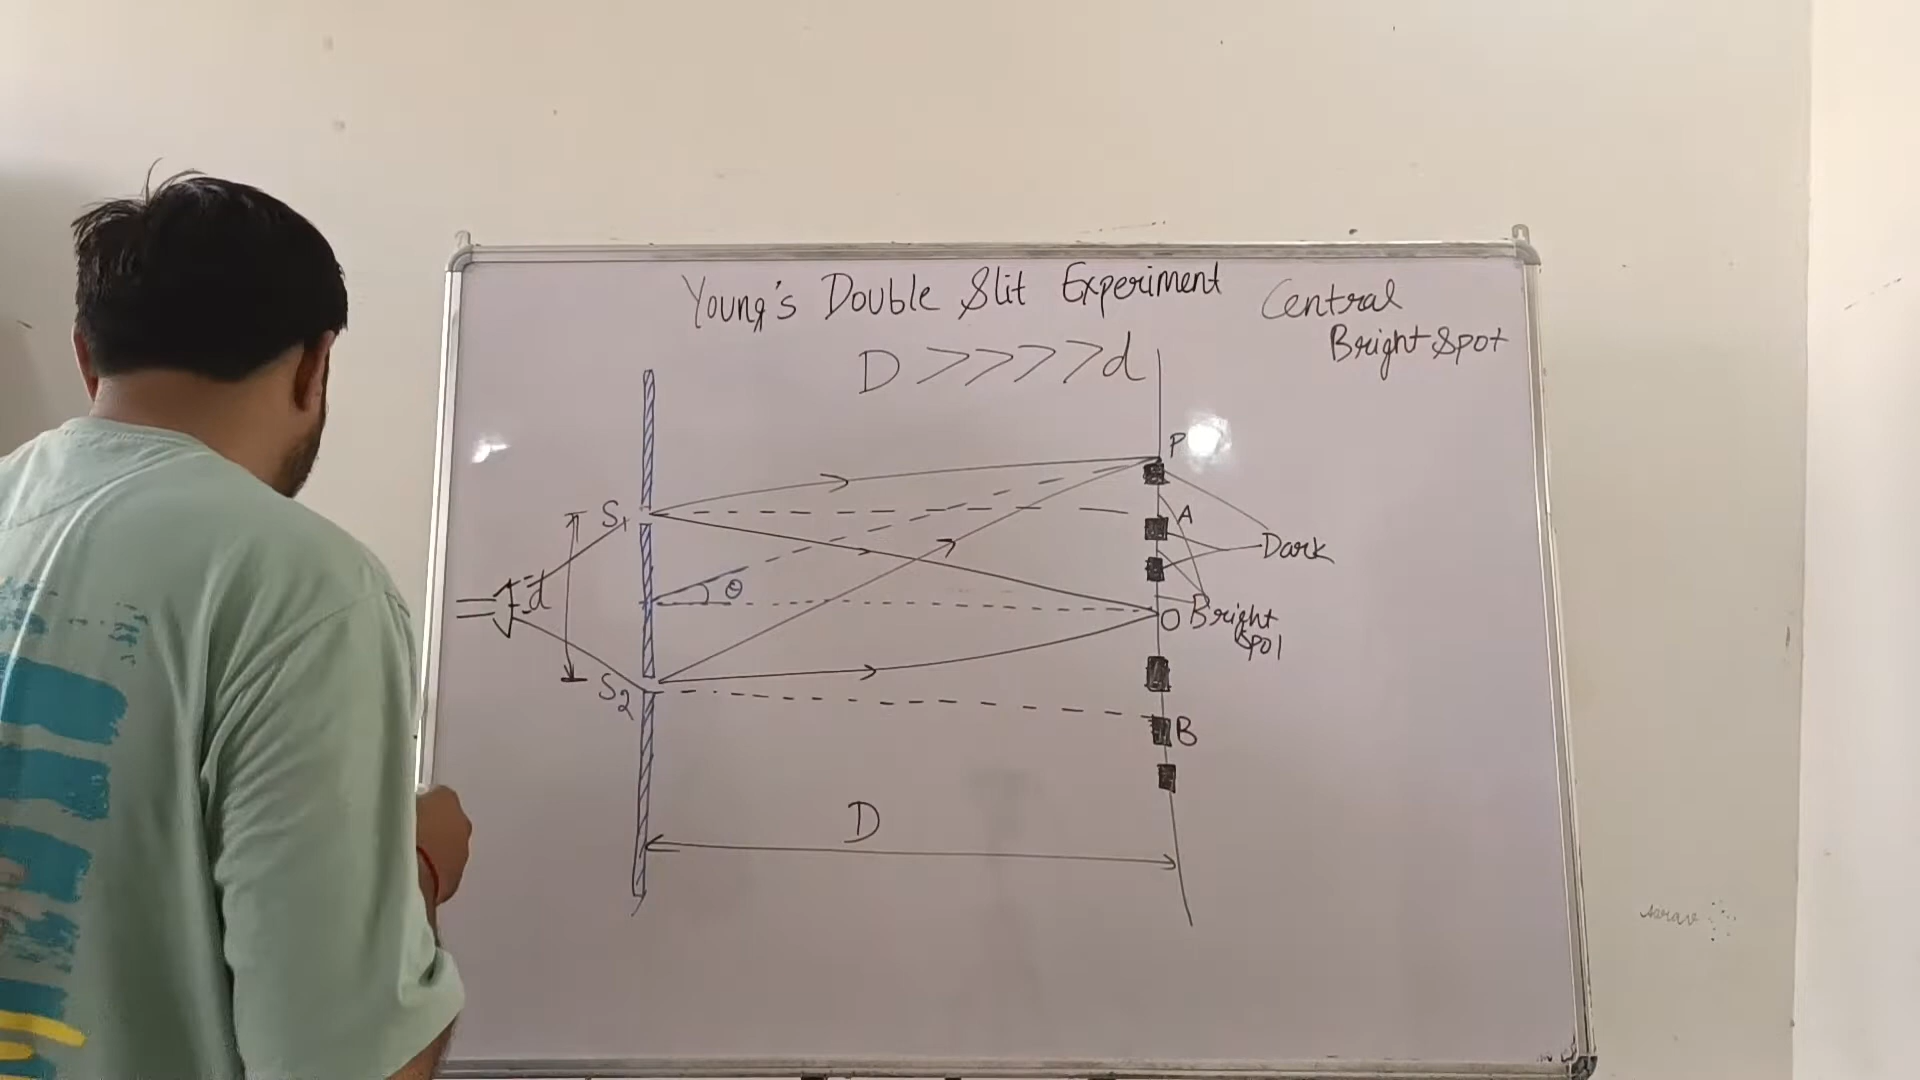 Young's Double Slit Experiment
Central
Bright Spot
D >>>> d
P
S1
A
Dark
d
θ
O Bright
Spot
S2
B
D